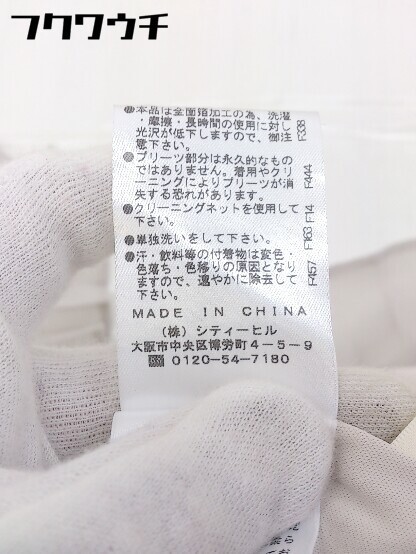 フクワウチ
●本品は全面箔加工の為、洗濯
・摩擦・長時間の使用に対し
光沢が低下しますので、御注
意下さい。
F338
●プリーツ部分は永久的なもの
ではありません。着用やクリ
ーニングによりプリーツが消
失する恐れがあります。
F444
●クリーニングネットを使用して
下さい。
F163 F14
●単独洗いをして下さい。
●汗・飲料等の付着物は変色・
色落ち・色移りの原因となり
ますので、速やかに除去して
下さい。
F457
MADE IN CHINA
(株) シティーヒル
大阪市中央区博労町4-5-9
0120-54-7180